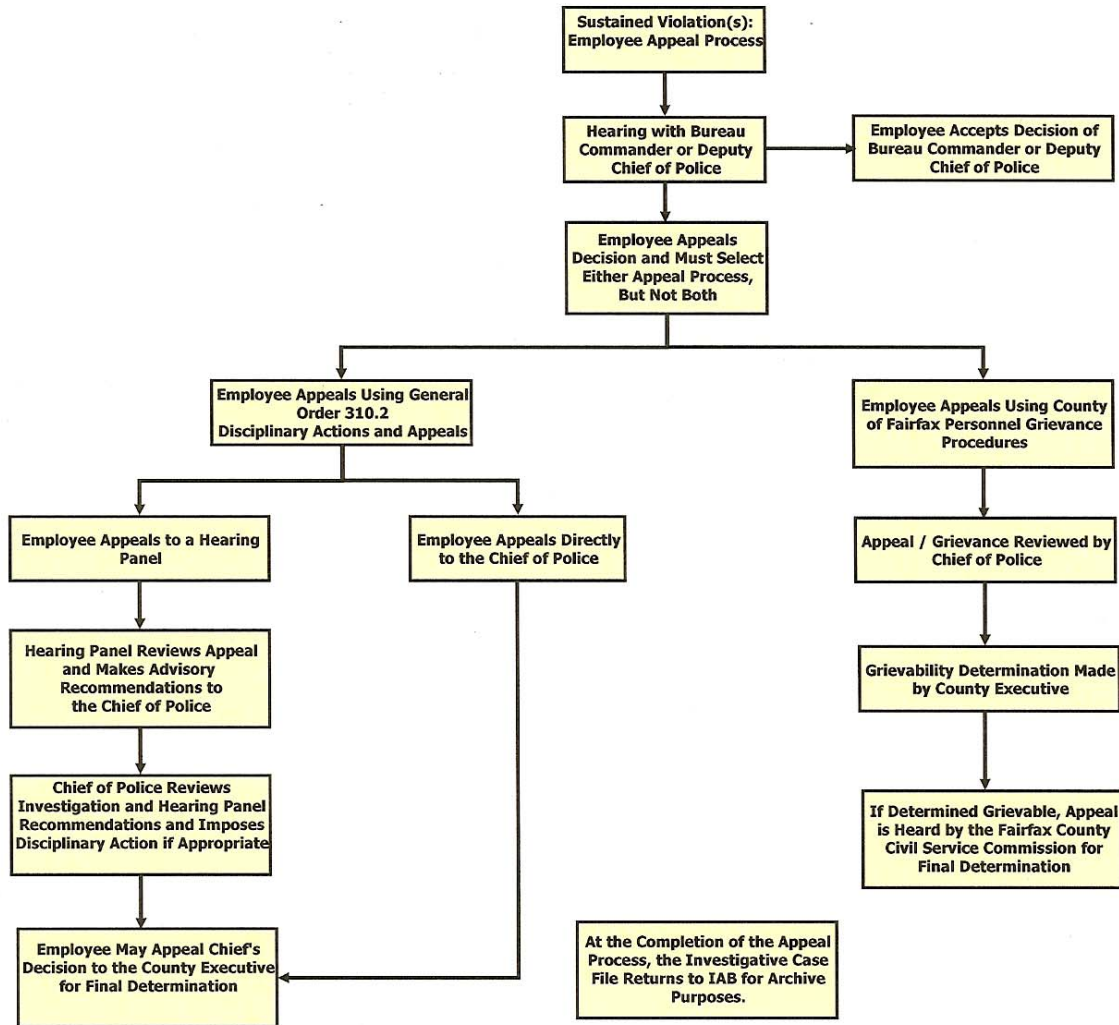 Sustained Violation(s):
Employee Appeal Process
Hearing with Bureau
Commander or Deputy
Chief of Police
Employee Accepts Decision of
Bureau Commander or Deputy
Chief of Police
Employee Appeals
Decision and Must Select
Either Appeal Process,
But Not Both
Employee Appeals Using General
Order 310.2
Disciplinary Actions and Appeals
Employee Appeals Using County
of Fairfax Personnel Grievance
Procedures
Employee Appeals to a Hearing
Panel
Employee Appeals Directly
to the Chief of Police
Appeal / Grievance Reviewed by
Chief of Police
Hearing Panel Reviews Appeal
and Makes Advisory
Recommendations to
the Chief of Police
Grievability Determination Made
by County Executive
Chief of Police Reviews
Investigation and Hearing Panel
Recommendations and Imposes
Disciplinary Action if Appropriate
If Determined Grievable, Appeal
is Heard by the Fairfax County
Civil Service Commission for
Final Determination
Employee May Appeal Chief's
Decision to the County Executive
for Final Determination
At the Completion of the Appeal
Process, the Investigative Case
File Returns to IAB for Archive
Purposes.